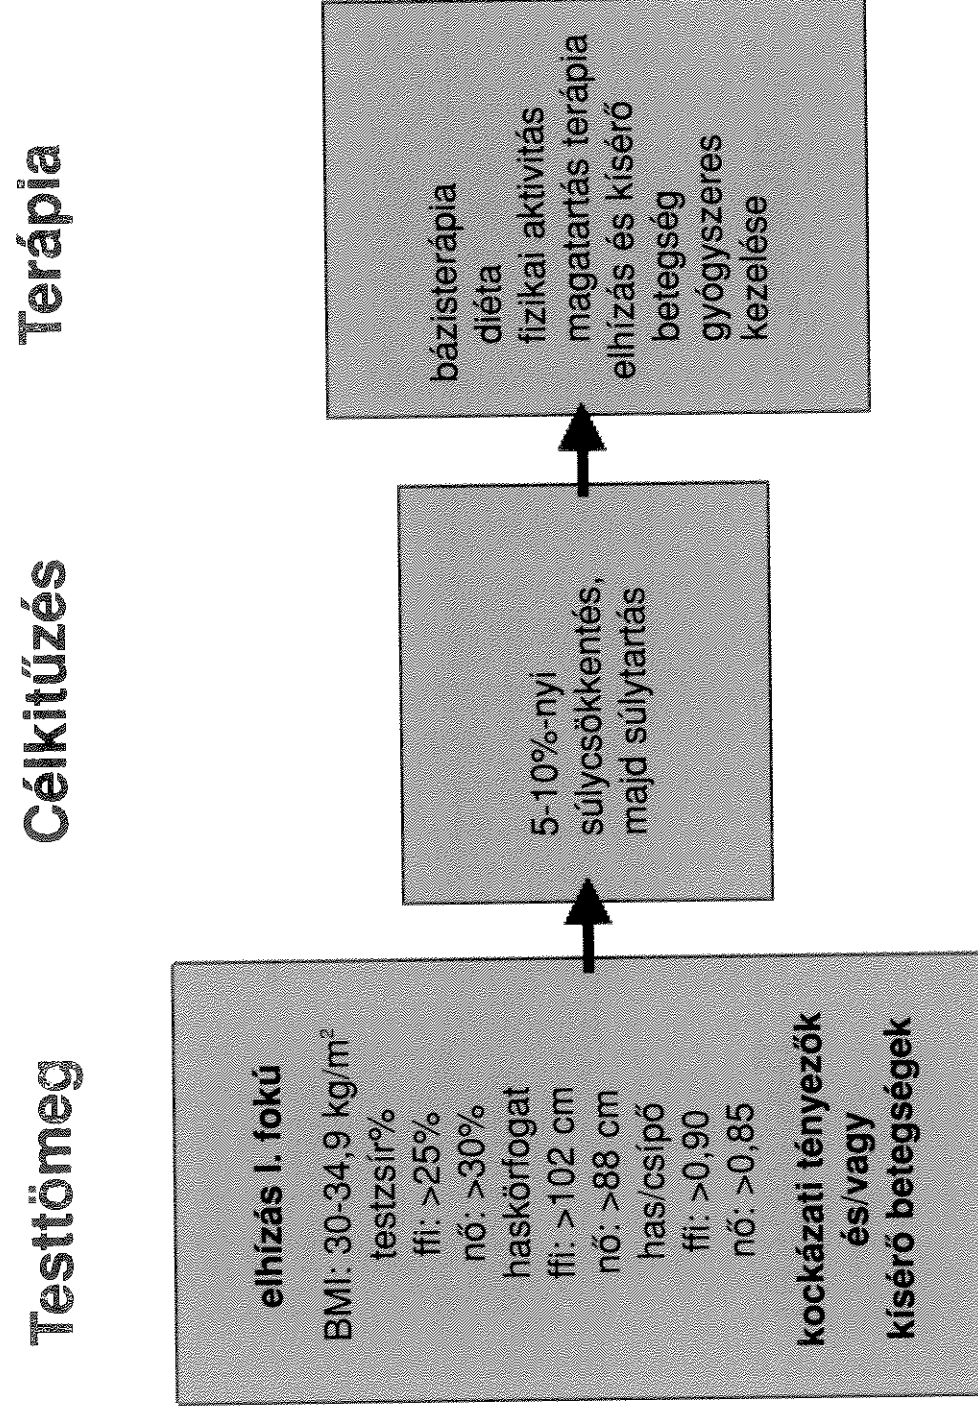 Testtömeg
Célkitűzés
Terápia
elhízás I. fokú
BMI: 30-34,9 kg/m²
testzsír%
ffi: >25%
nő: >30%
haskörfogat
ffi: >102 cm
nő: >88 cm
has/csípő
ffi: >0,90
nő: >0,85
kockázati tényezők
és/vagy
kísérő betegségek
5-10%-nyi
súlycsökkentés,
majd súlytartás
bázisterápia
diéta
fizikai aktivitás
magatartás terápia
elhízás és kísérő
betegség
gyógyszeres
kezelése